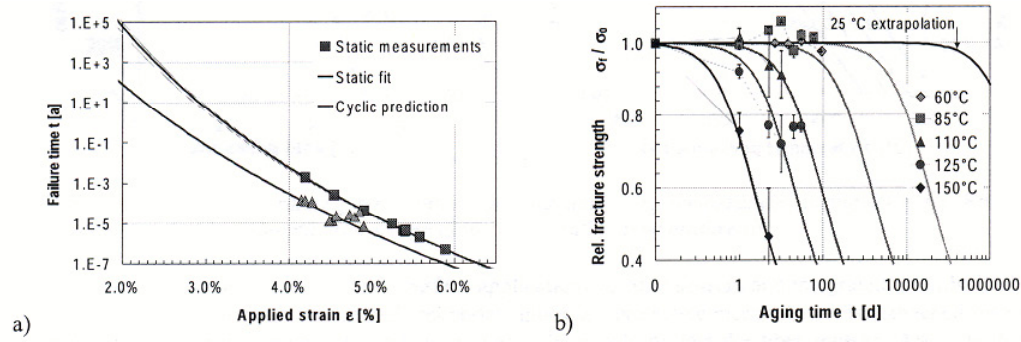 1.E+5
1.E+3
1.E+1
1.E-1
1.E-3
1.E-5
1.E-7
Failure time t [a]
Static measurements
Static fit
Cyclic prediction
2.0%
3.0%
4.0%
5.0%
6.0%
Applied strain ε [%]
a)
25 °C extrapolation
1.0
0.8
0.6
0.4
Rel. fracture strength σf / σ0
60°C
85°C
110°C
125°C
150°C
0
1
100
10000
1000000
Aging time t [d]
b)